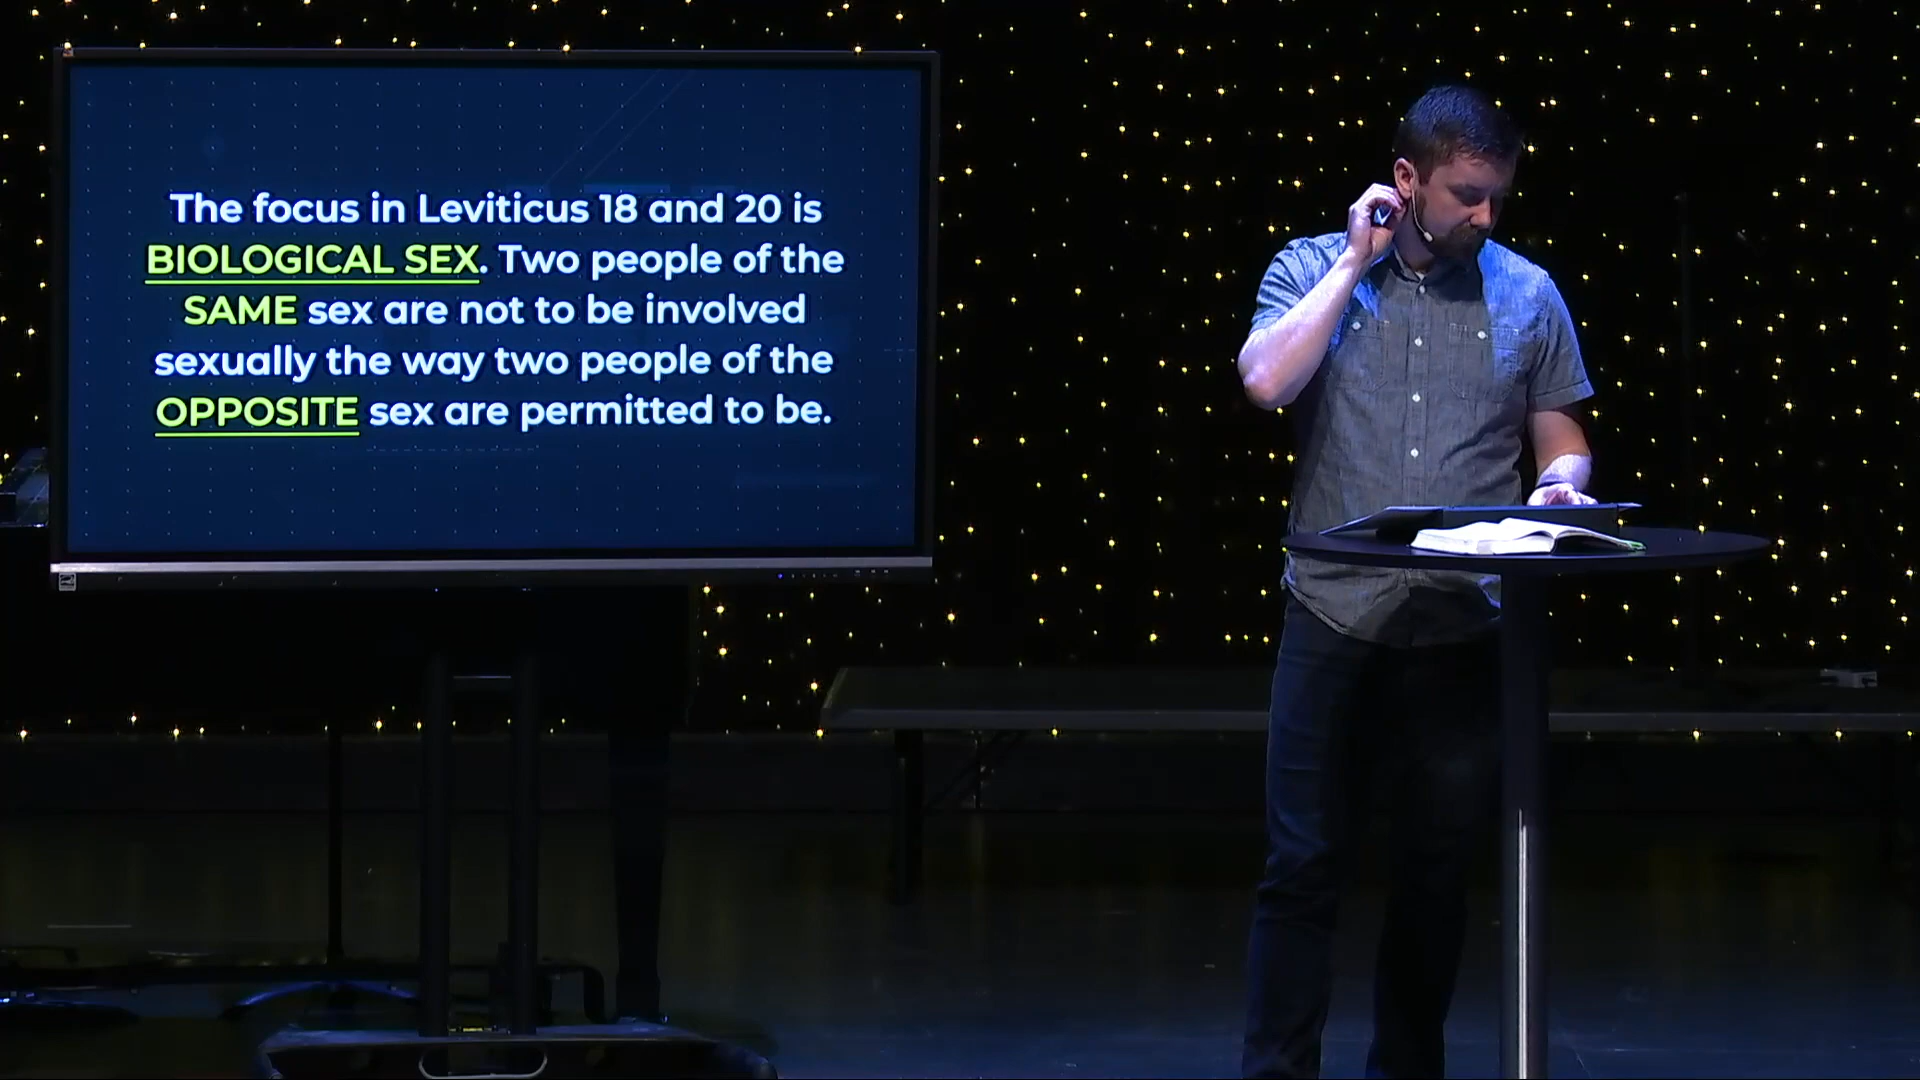 The focus in Leviticus 18 and 20 is
BIOLOGICAL SEX. Two people of the
SAME sex are not to be involved
sexually the way two people of the
OPPOSITE sex are permitted to be.